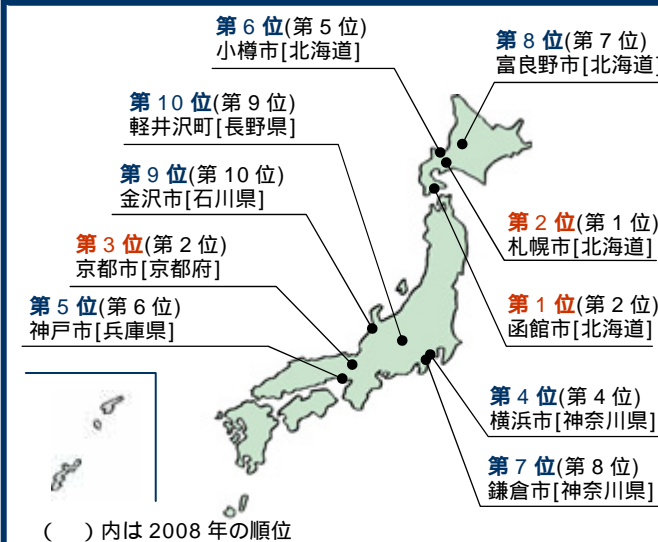 第 6 位(第 5 位)
小樽市[北海道]
第 8 位(第 7 位)
富良野市[北海道]
第 10 位(第 9 位)
軽井沢町[長野県]
第 9 位(第 10 位)
金沢市[石川県]
第 2 位(第 1 位)
札幌市[北海道]
第 3 位(第 2 位)
京都市[京都府]
第 5 位(第 6 位)
神戸市[兵庫県]
第 1 位(第 2 位)
函館市[北海道]
第 4 位(第 4 位)
横浜市[神奈川県]
第 7 位(第 8 位)
鎌倉市[神奈川県]
(　)内は 2008 年の順位